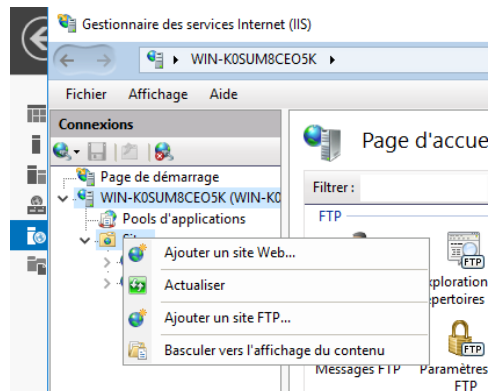 Gestionnaire des services Internet (IIS)
WIN-K0SUM8CEO5K
Fichier Affichage Aide
Connexions
Page d'accue
Page de démarrage
Filtrer :
WIN-K0SUM8CEO5K (WIN-K0
FTP
Pools d'applications
Ajouter un site Web...
FTP
Actualiser
xploration
pertoires
Ajouter un site FTP...
FTP
Basculer vers l'affichage du contenu
Messages FTP
Paramètres
FTP